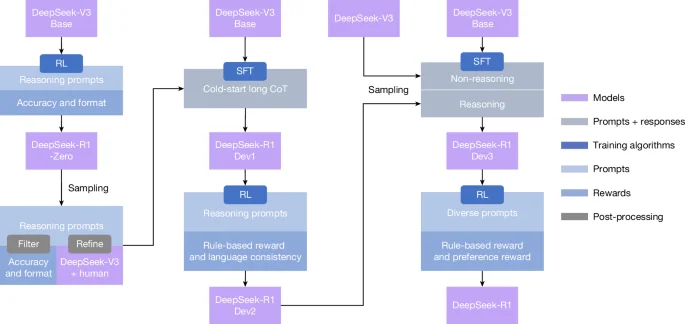 DeepSeek-V3
Base
RL
Reasoning prompts
Accuracy and format
DeepSeek-R1
-Zero
Sampling
Reasoning prompts
Filter
Refine
Accuracy
and format
DeepSeek-V3
+ human
DeepSeek-V3
Base
SFT
Cold-start long CoT
DeepSeek-R1
Dev1
RL
Reasoning prompts
Rule-based reward
and language consistency
DeepSeek-R1
Dev2
DeepSeek-V3
Sampling
DeepSeek-V3
Base
SFT
Non-reasoning
Reasoning
DeepSeek-R1
Dev3
RL
Diverse prompts
Rule-based reward
and preference reward
DeepSeek-R1
Models
Prompts + responses
Training algorithms
Prompts
Rewards
Post-processing